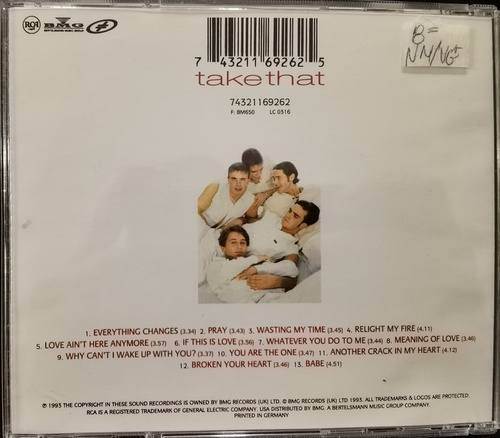 RCA
BMG
B=
NM/NG5
7 43211 69262 5
take that
74321169262
F: BM650 LC 0316
1. EVERYTHING CHANGES (3.34) 2. PRAY (3.43) 3. WASTING MY TIME (3.45) 4. RELIGHT MY FIRE (4.11)
5. LOVE AIN'T HERE ANYMORE (3.57) 6. IF THIS IS LOVE (3.56) 7. WHATEVER YOU DO TO ME (3.44) 8. MEANING OF LOVE (3.46)
9. WHY CAN'T I WAKE UP WITH YOU? (3.37) 10. YOU ARE THE ONE (3.47) 11. ANOTHER CRACK IN MY HEART (4.12)
12. BROKEN YOUR HEART (3.46) 13. BABE (4.51)
℗ 1993 THE COPYRIGHT IN THESE SOUND RECORDINGS IS OWNED BY BMG RECORDS (UK) LTD. © BMG RECORDS (UK) LTD 1993. ALL TRADEMARKS & LOGOS ARE PROTECTED.
RCA IS A REGISTERED TRADEMARK OF GENERAL ELECTRIC COMPANY. USA DISTRIBUTED BY BMG. A BERTELSMANN MUSIC GROUP COMPANY.
PRINTED IN GERMANY